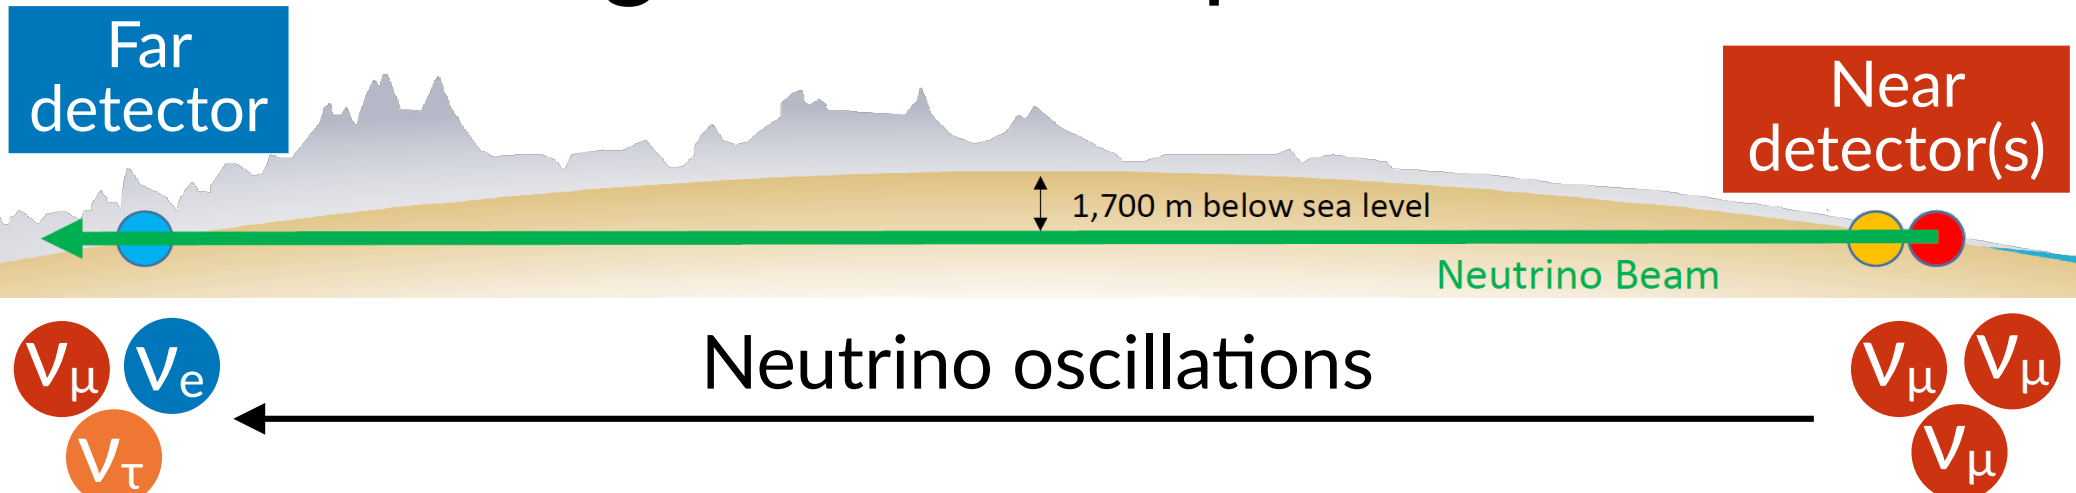 Far
detector
Near
detector(s)
1,700 m below sea level
Neutrino Beam
Neutrino oscillations
νμ νe
ντ
νμ νμ
νμ